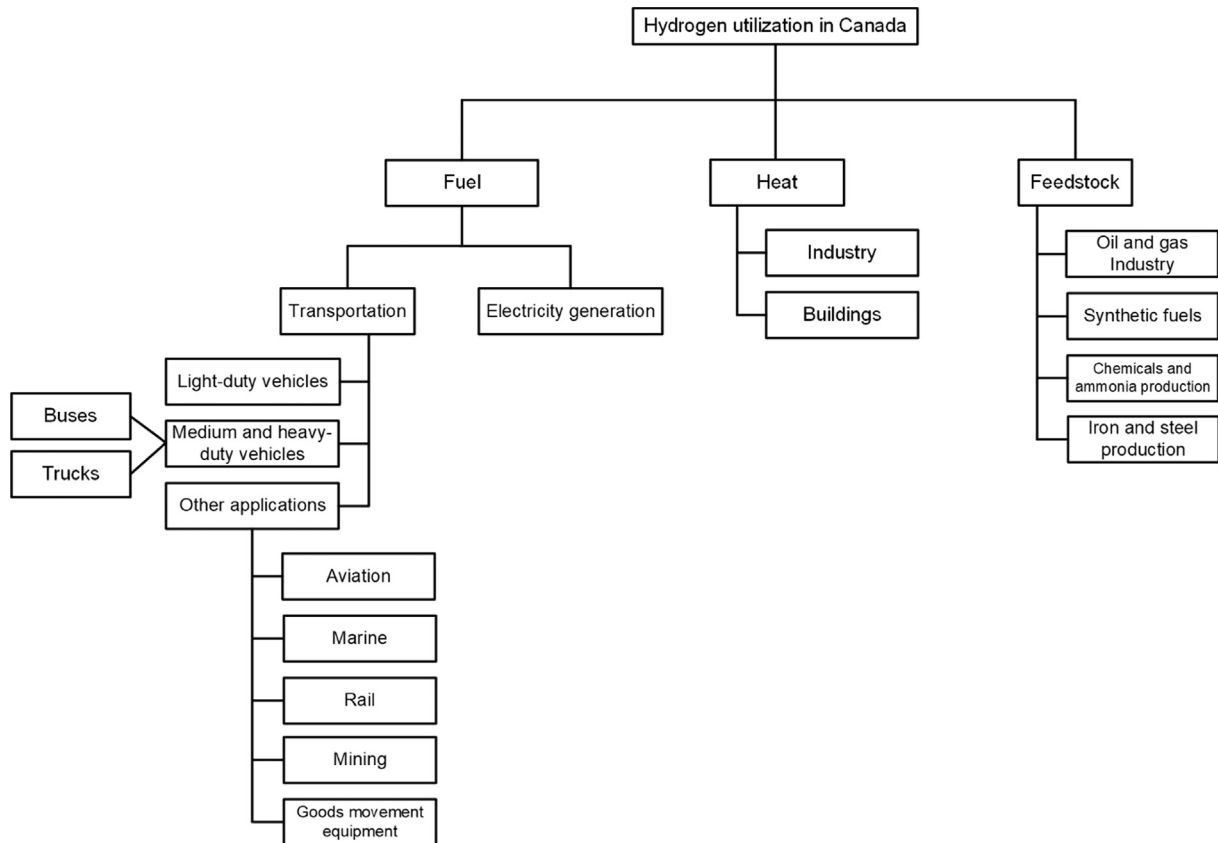 Hydrogen utilization in Canada
Fuel
Heat
Feedstock
Industry
Buildings
Oil and gas
Industry
Synthetic fuels
Chemicals and
ammonia production
Iron and steel
production
Transportation
Electricity generation
Light-duty vehicles
Medium and heavy-
duty vehicles
Buses
Trucks
Other applications
Aviation
Marine
Rail
Mining
Goods movement
equipment